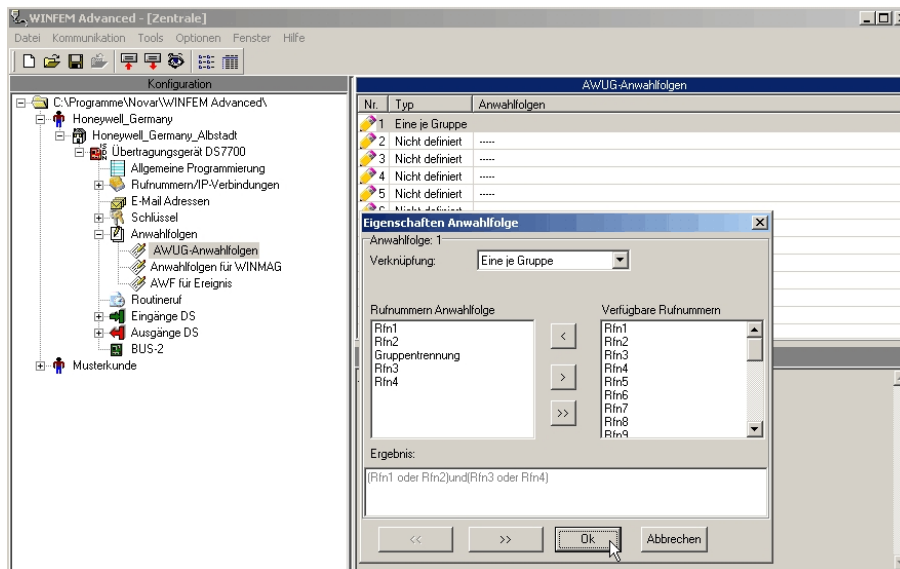 WINFEM Advanced - [Zentrale]
Datei Kommunikation Tools Optionen Fenster Hilfe
Konfiguration
C:\Programme\Novar\WINFEM Advanced\
Honeywell_Germany
Honeywell_Germany_Albstadt
Übertragungsgerät DS7700
Allgemeine Programmierung
Rufnummern/IP-Verbindungen
E-Mail Adressen
Schlüssel
Anwahlfolgen
AWUG-Anwahlfolgen
Anwahlfolgen für WINMAG
AWF für Ereignis
Routineruf
Eingänge DS
Ausgänge DS
BUS-2
Musterkunde
AWUG-Anwahlfolgen
Nr. Typ Anwahlfolgen
1 Eine je Gruppe
2 Nicht definiert -----
3 Nicht definiert -----
4 Nicht definiert -----
5 Nicht definiert -----
6 Nicht definiert -----
Eigenschaften Anwahlfolge
Anwahlfolge: 1
Verknüpfung: Eine je Gruppe
Rufnummern Anwahlfolge
Rfn1
Rfn2
Gruppentrennung
Rfn3
Rfn4
<
>
>>
Verfügbare Rufnummern
Rfn1
Rfn2
Rfn3
Rfn4
Rfn5
Rfn6
Rfn7
Rfn8
Rfn9
Ergebnis:
(Rfn1 oder Rfn2)und(Rfn3 oder Rfn4)
<< >> Ok Abbrechen